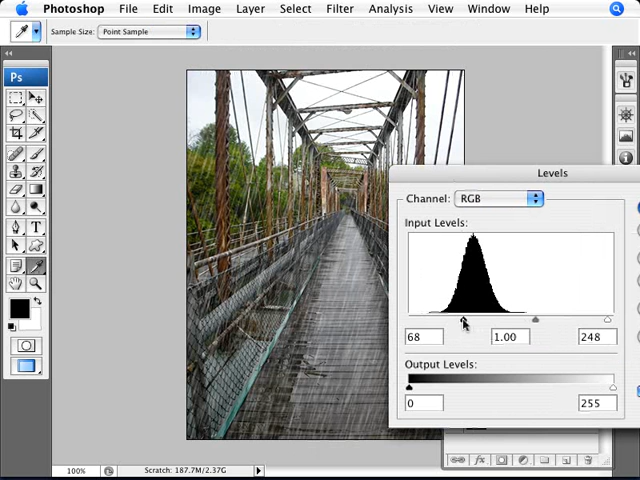 Photoshop File Edit Image Layer Select Filter Analysis View Window Help
Sample Size: Point Sample
Ps
T
Levels
Channel: RGB
Input Levels:
68 1.00 248
Output Levels:
0 255
100% Scratch: 187.7M/2.37G
fx